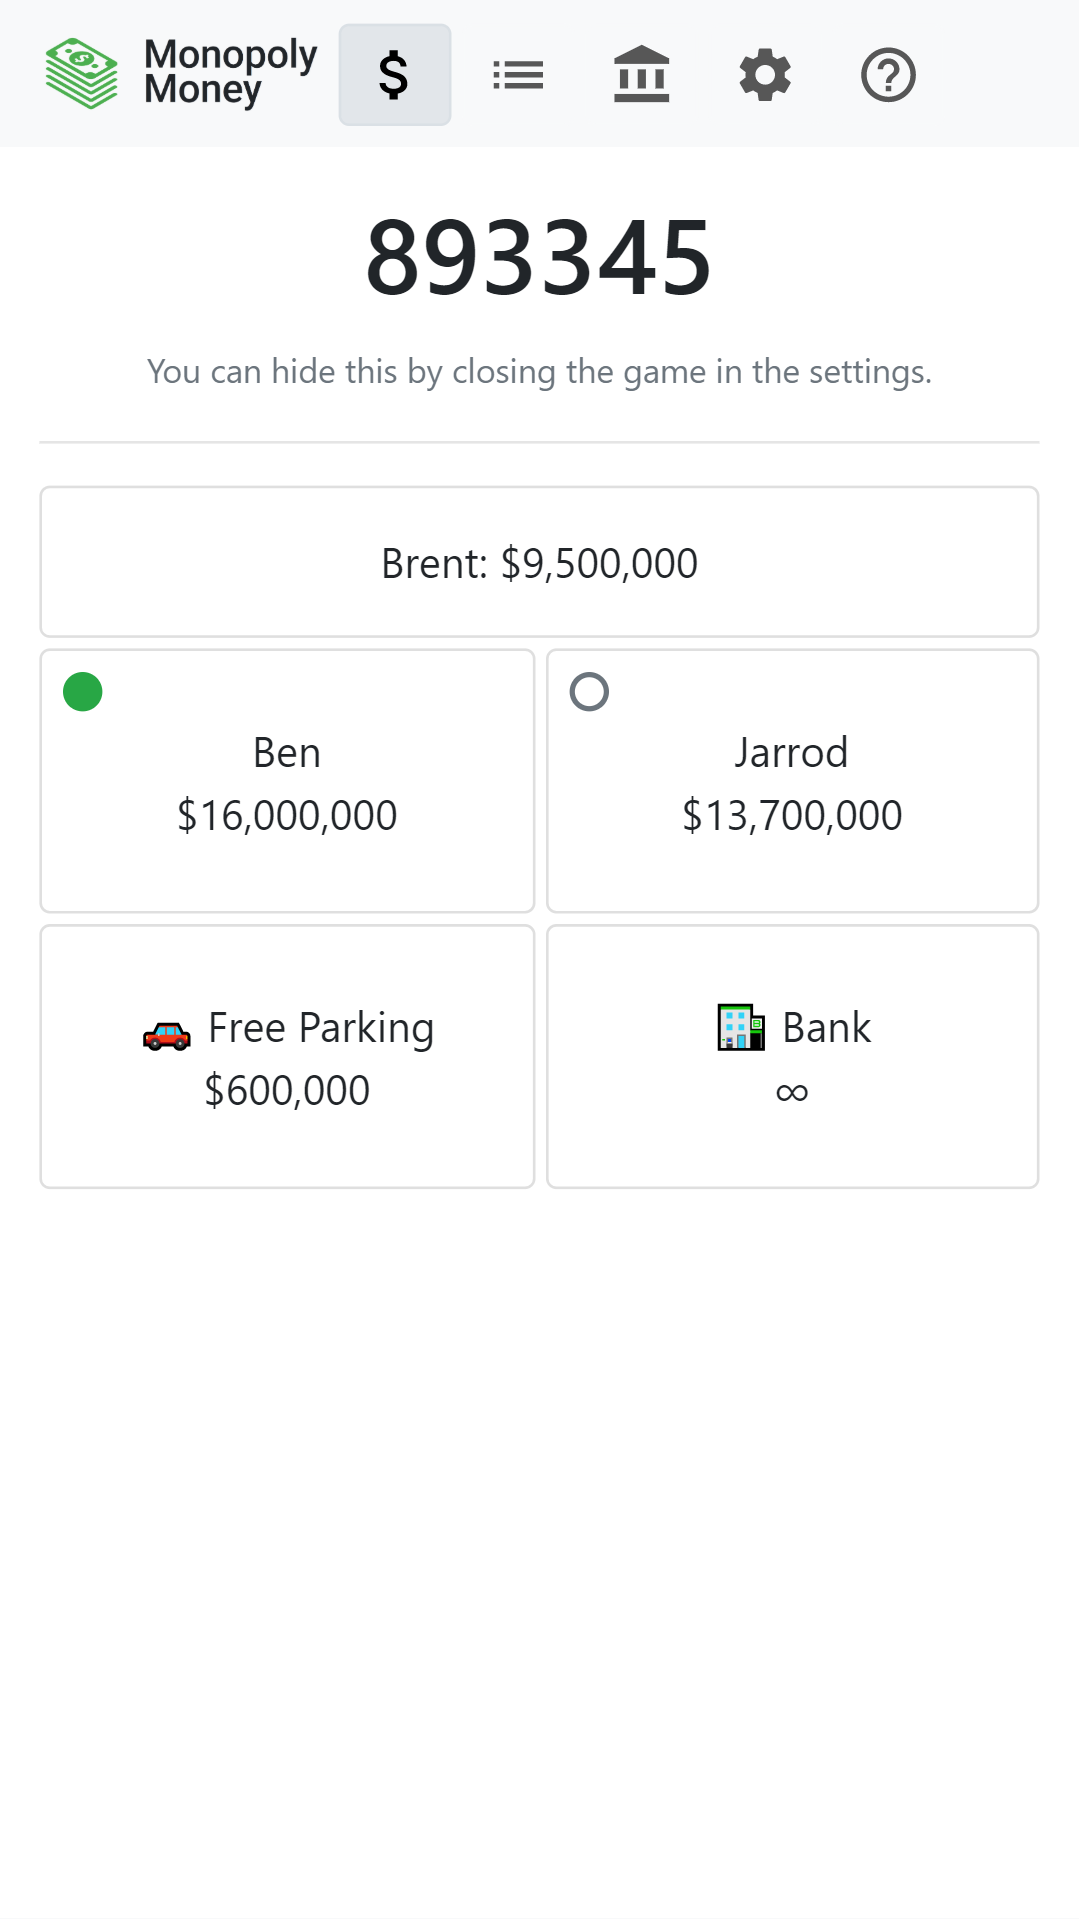 Monopoly
Money
893345
You can hide this by closing the game in the settings.
Brent: $9,500,000
Ben
$16,000,000
Jarrod
$13,700,000
🚗 Free Parking
$600,000
🏦 Bank
∞